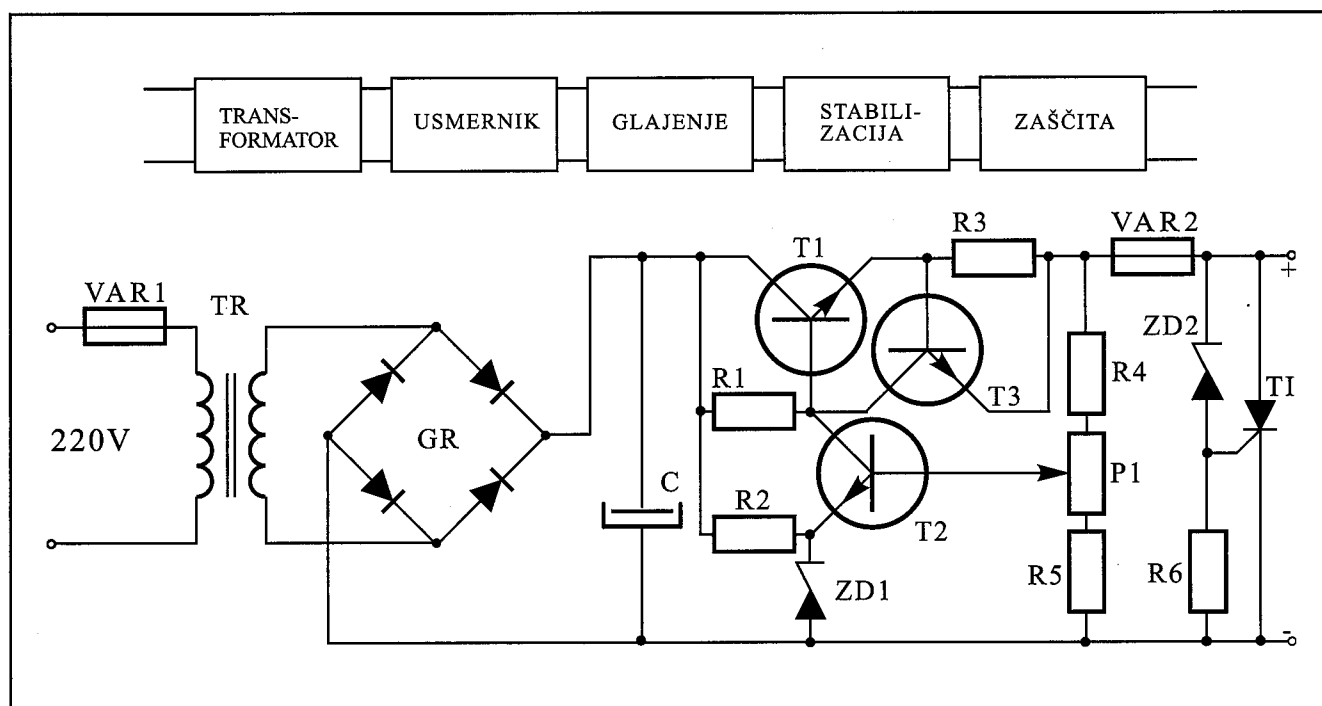 TRANS-
FORMATOR
USMERNIK
GLAJENJE
STABILI-
ZACIJA
ZAŠČITA
VAR1
TR
220V
GR
C
T1
R1
R2
ZD1
T2
T3
R3
VAR2
R4
P1
R5
ZD2
TI
R6
+
-